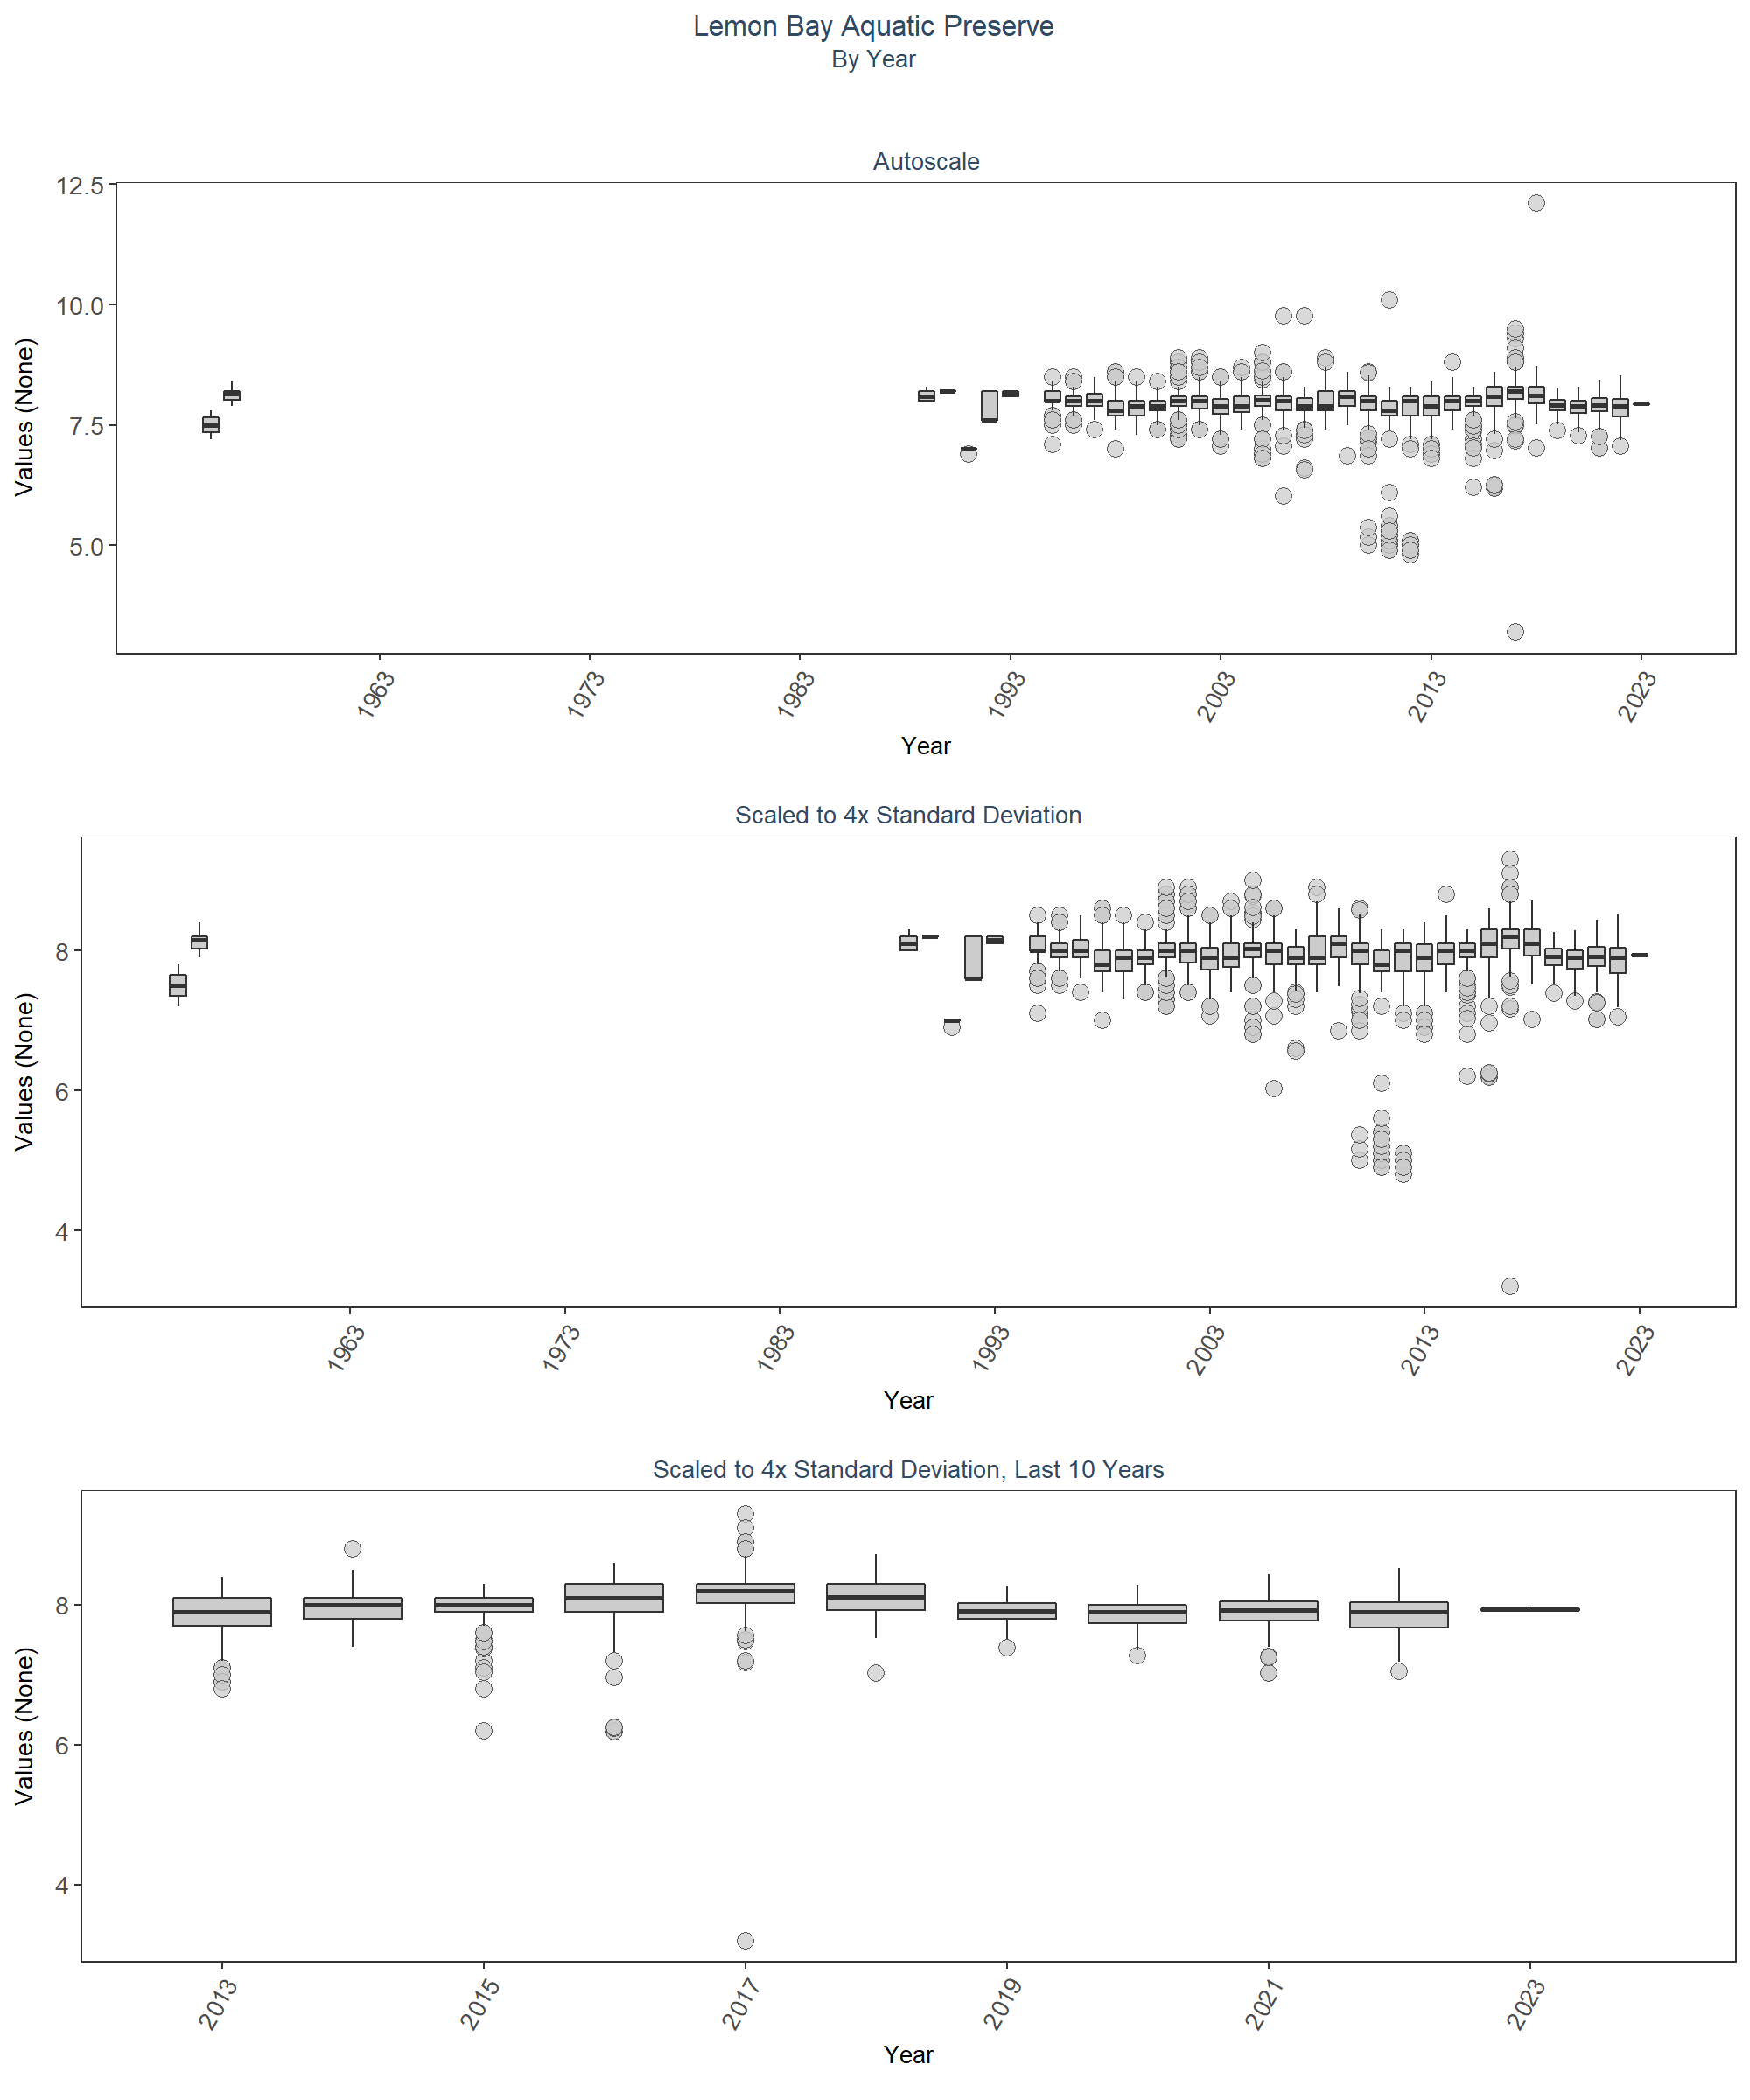 Lemon Bay Aquatic Preserve
By Year
Autoscale
12.5
10.0
7.5
5.0
Values (None)
1963 1973 1983 1993 2003 2013 2023
Year
Scaled to 4x Standard Deviation
8
6
4
Values (None)
1963 1973 1983 1993 2003 2013 2023
Year
Scaled to 4x Standard Deviation, Last 10 Years
8
6
4
Values (None)
2013 2015 2017 2019 2021 2023
Year